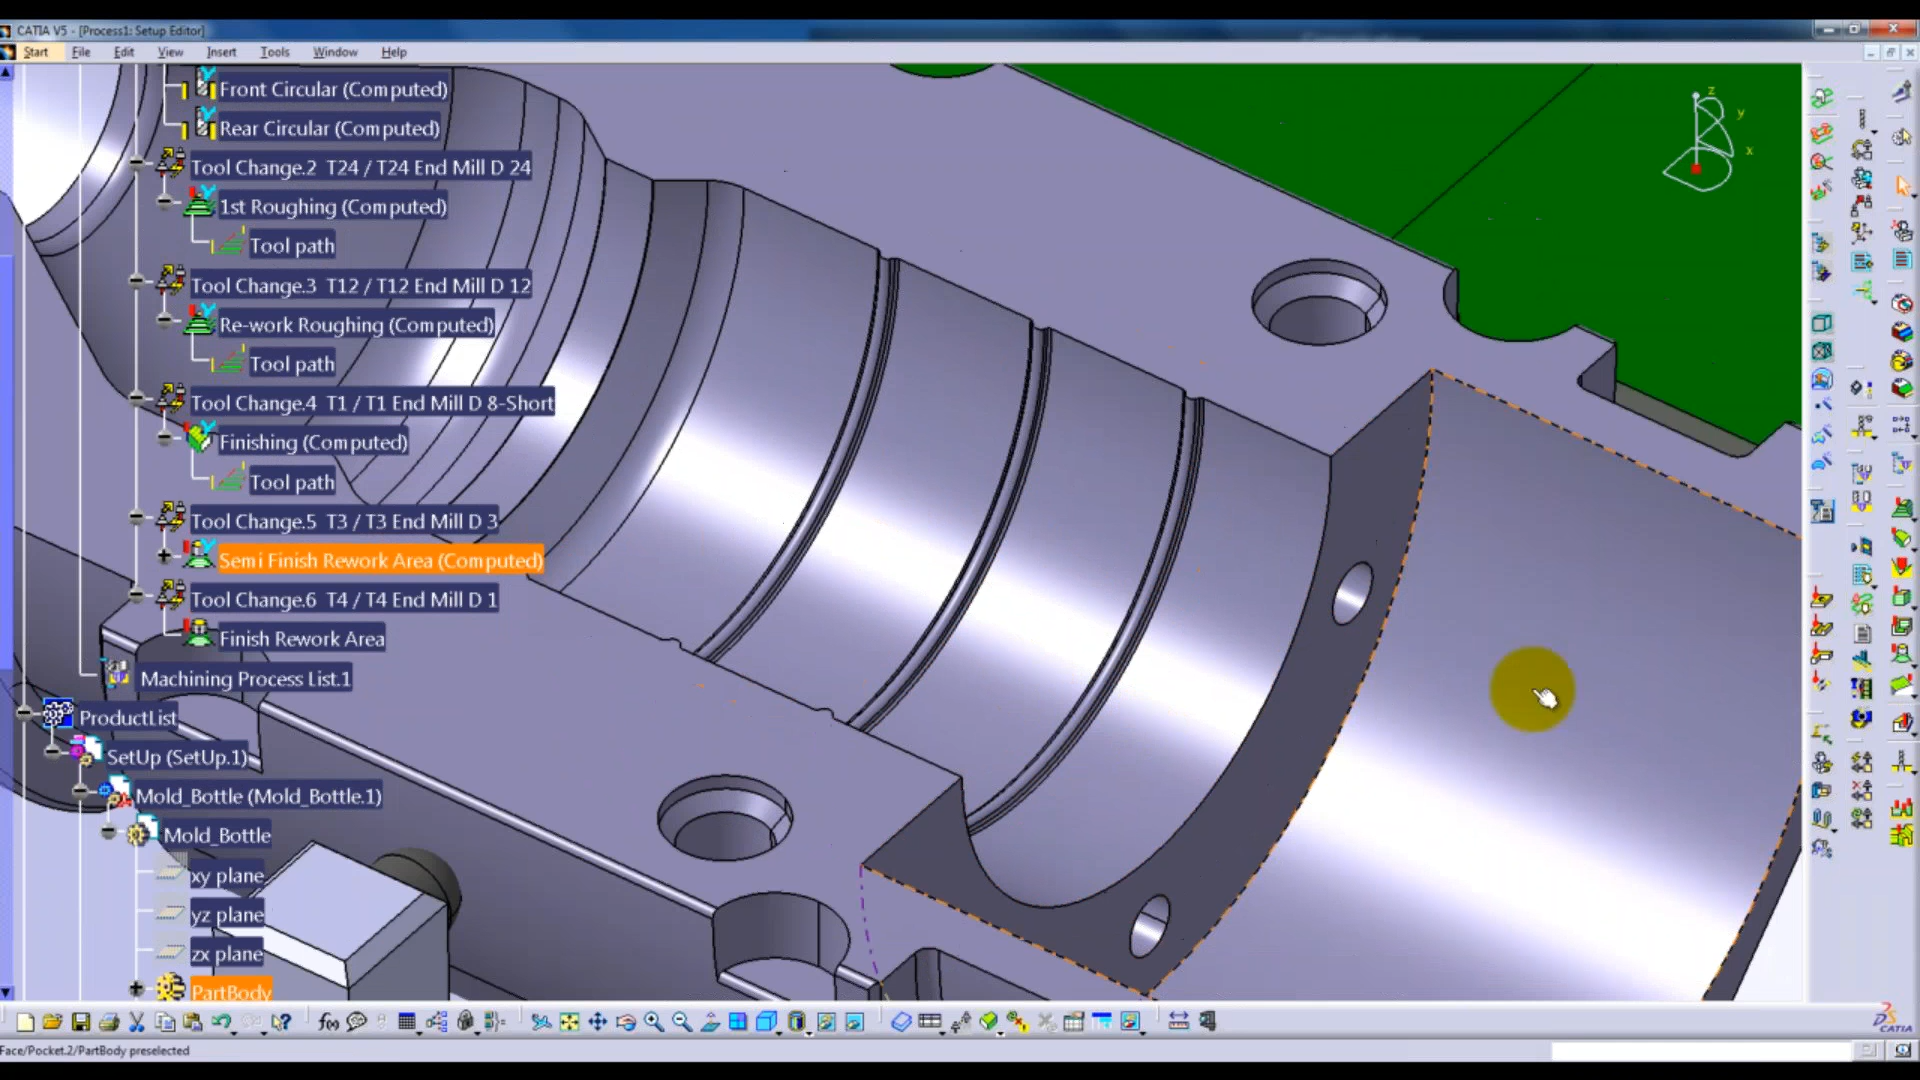 CATIA V5 - [Process1: Setup Editor]
Start File Edit View Insert Tools Window Help
Front Circular (Computed)
Rear Circular (Computed)
Tool Change.2 T24 / T24 End Mill D 24
1st Roughing (Computed)
Tool path
Tool Change.3 T12 / T12 End Mill D 12
Re-work Roughing (Computed)
Tool path
Tool Change.4 T1 / T1 End Mill D 8-Short
Finishing (Computed)
Tool path
Tool Change.5 T3 / T3 End Mill D 3
Semi Finish Rework Area (Computed)
Tool Change.6 T4 / T4 End Mill D 1
Finish Rework Area
Machining Process List.1
ProductList
SetUp (SetUp.1)
Mold_Bottle (Mold_Bottle.1)
Mold_Bottle
xy plane
yz plane
zx plane
PartBody
z
y
x
f(x)
CATIA
Face/Pocket.2/PartBody preselected